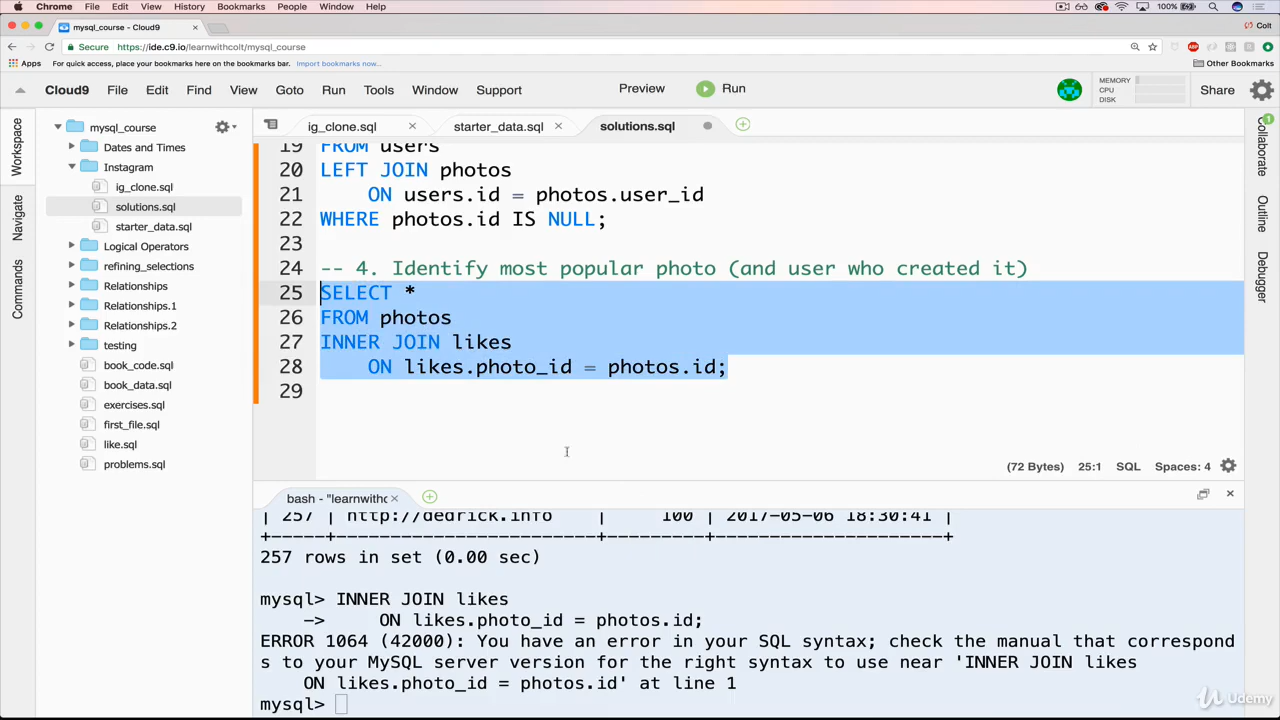 Chrome File Edit View History Bookmarks People Window Help 100%
mysql_course - Cloud9 ×
Colt
Secure https://ide.c9.io/learnwithcolt/mysql_course
Apps For quick access, place your bookmarks here on the bookmarks bar. Import bookmarks now... Other Bookmarks
Cloud9 File Edit Find View Goto Run Tools Window Support Preview Run MEMORY CPU DISK Share
Workspace
Navigate
Commands
mysql_course
Dates and Times
Instagram
ig_clone.sql
solutions.sql
starter_data.sql
Logical Operators
refining_selections
Relationships
Relationships.1
Relationships.2
testing
book_code.sql
book_data.sql
exercises.sql
first_file.sql
like.sql
problems.sql
ig_clone.sql × starter_data.sql × solutions.sql
19 FROM users
20 LEFT JOIN photos
21 ON users.id = photos.user_id
22 WHERE photos.id IS NULL;
23
24 -- 4. Identify most popular photo (and user who created it)
25 SELECT *
26 FROM photos
27 INNER JOIN likes
28 ON likes.photo_id = photos.id;
29
(72 Bytes) 25:1 SQL Spaces: 4
Collaborate 1
Outline
Debugger
bash - "learnwithc ×
| 257 | http://dedrick.info | 100 | 2017-05-06 18:30:41 |
+-----+---------------------------------+---------+---------------------+
257 rows in set (0.00 sec)
mysql> INNER JOIN likes
-> ON likes.photo_id = photos.id;
ERROR 1064 (42000): You have an error in your SQL syntax; check the manual that correspond
s to your MySQL server version for the right syntax to use near 'INNER JOIN likes
ON likes.photo_id = photos.id' at line 1
mysql>
Udemy